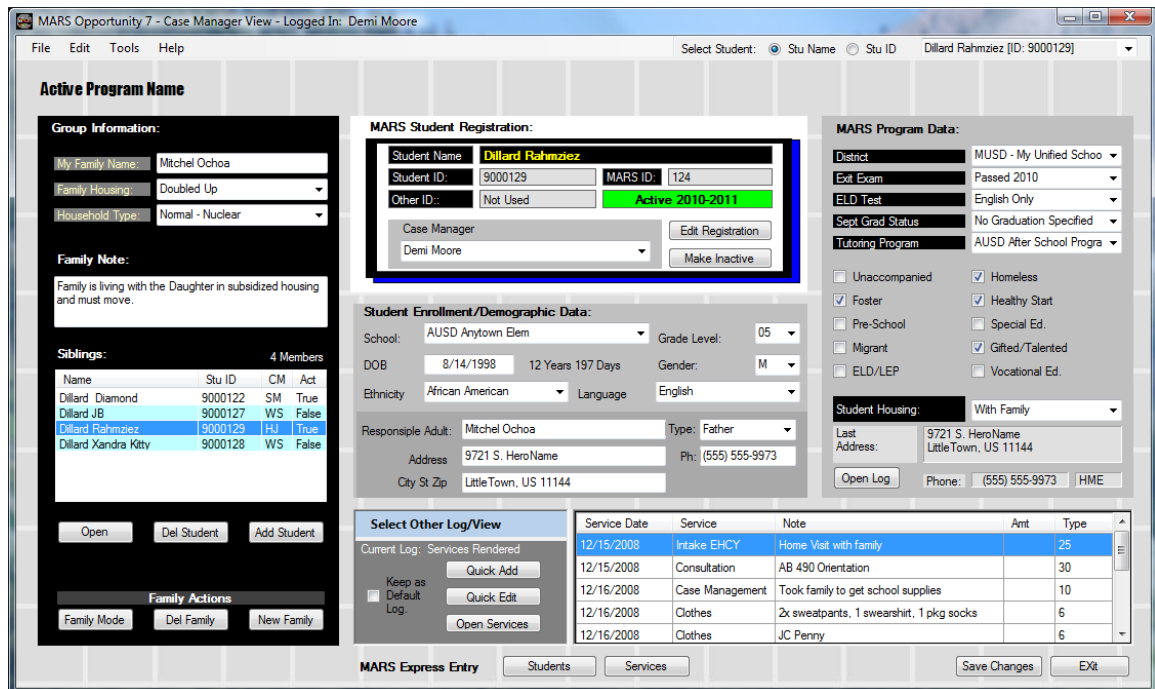 MARS Opportunity 7 - Case Manager View - Logged In: Demi Moore
File Edit Tools Help
Select Student: Stu Name Stu ID Dillard Rahmziez [ID: 9000129]
Active Program Name
Group Information:
My Family Name: Mitchel Ochoa
Family Housing: Doubled Up
Household Type: Normal - Nuclear
Family Note:
Family is living with the Daughter in subsidized housing
and must move.
Siblings: 4 Members
Name Stu ID CM Act
Dillard Diamond 9000122 SM True
Dillard JB 9000127 WS False
Dillard Rahmziez 9000129 HJ True
Dillard Xandra Kitty 9000128 WS False
Open Del Student Add Student
Family Actions
Family Mode Del Family New Family
MARS Student Registration:
Student Name Dillard Rahmziez
Student ID: 9000129 MARS ID: 124
Other ID:: Not Used Active 2010-2011
Case Manager
Demi Moore
Edit Registration
Make Inactive
Student Enrollment/Demographic Data:
School: AUSD Anytown Elem Grade Level: 05
DOB 8/14/1998 12 Years 197 Days Gender: M
Ethnicity African American Language English
Responsiple Adult: Mitchel Ochoa Type: Father
Address 9721 S. HeroName Ph: (555) 555-9973
City St Zip LittleTown, US 11144
MARS Program Data:
District MUSD - My Unified Schoo
Exit Exam Passed 2010
ELD Test English Only
Sept Grad Status No Graduation Specified
Tutoring Program AUSD After School Progra
Unaccompanied Homeless
Foster Healthy Start
Pre-School Special Ed.
Migrant Gifted/Talented
ELD/LEP Vocational Ed.
Student Housing: With Family
Last
Address:
9721 S. HeroName
LittleTown, US 11144
Open Log Phone: (555) 555-9973 HME
Select Other Log/View
Current Log: Services Rendered
Keep as
Default
Log.
Quick Add
Quick Edit
Open Services
Service Date Service Note Amt Type
12/15/2008 Intake EHCY Home Visit with family 25
12/15/2008 Consultation AB 490 Orientation 30
12/16/2008 Case Management Took family to get school supplies 10
12/16/2008 Clothes 2x sweatpants, 1 swearshirt, 1 pkg socks 6
12/16/2008 Clothes JC Penny 6
MARS Express Entry Students Services Save Changes EXit